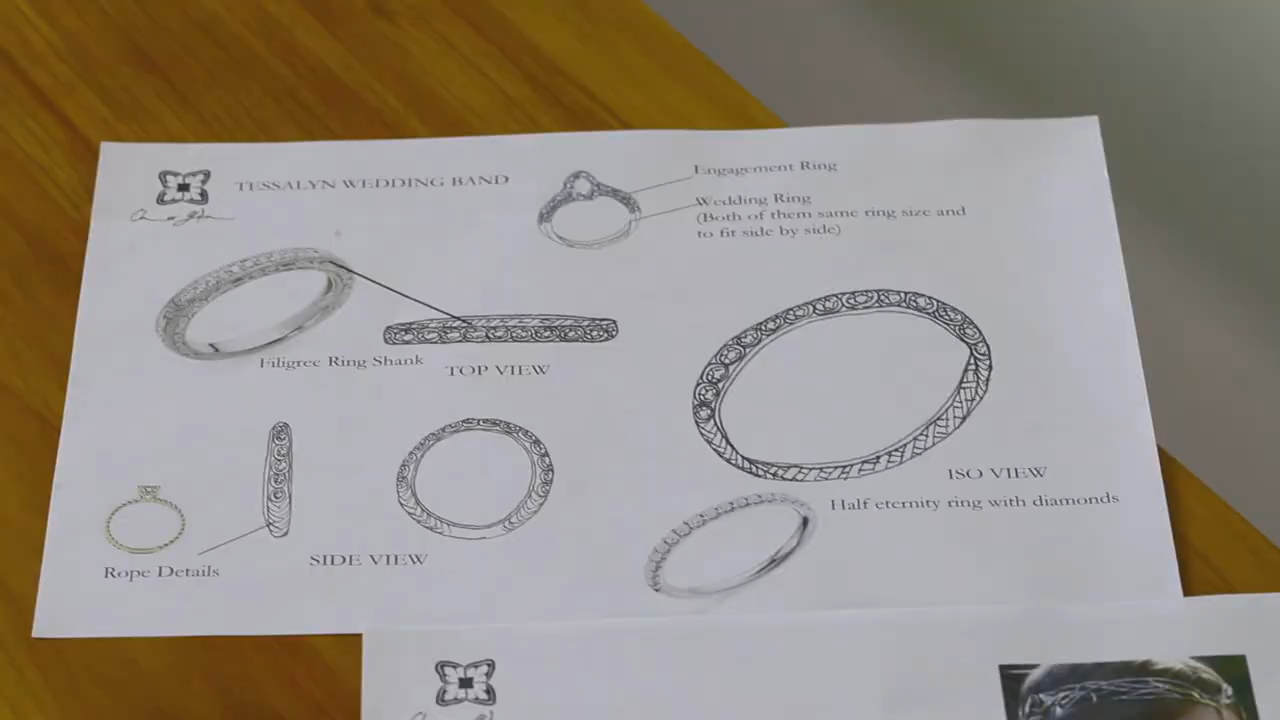 TESSALYN WEDDING BAND
Engagement Ring
Wedding Ring
(Both of them same ring size and
to fit side by side)
Filigree Ring Shank
TOP VIEW
ISO VIEW
Half eternity ring with diamonds
SIDE VIEW
Rope Details